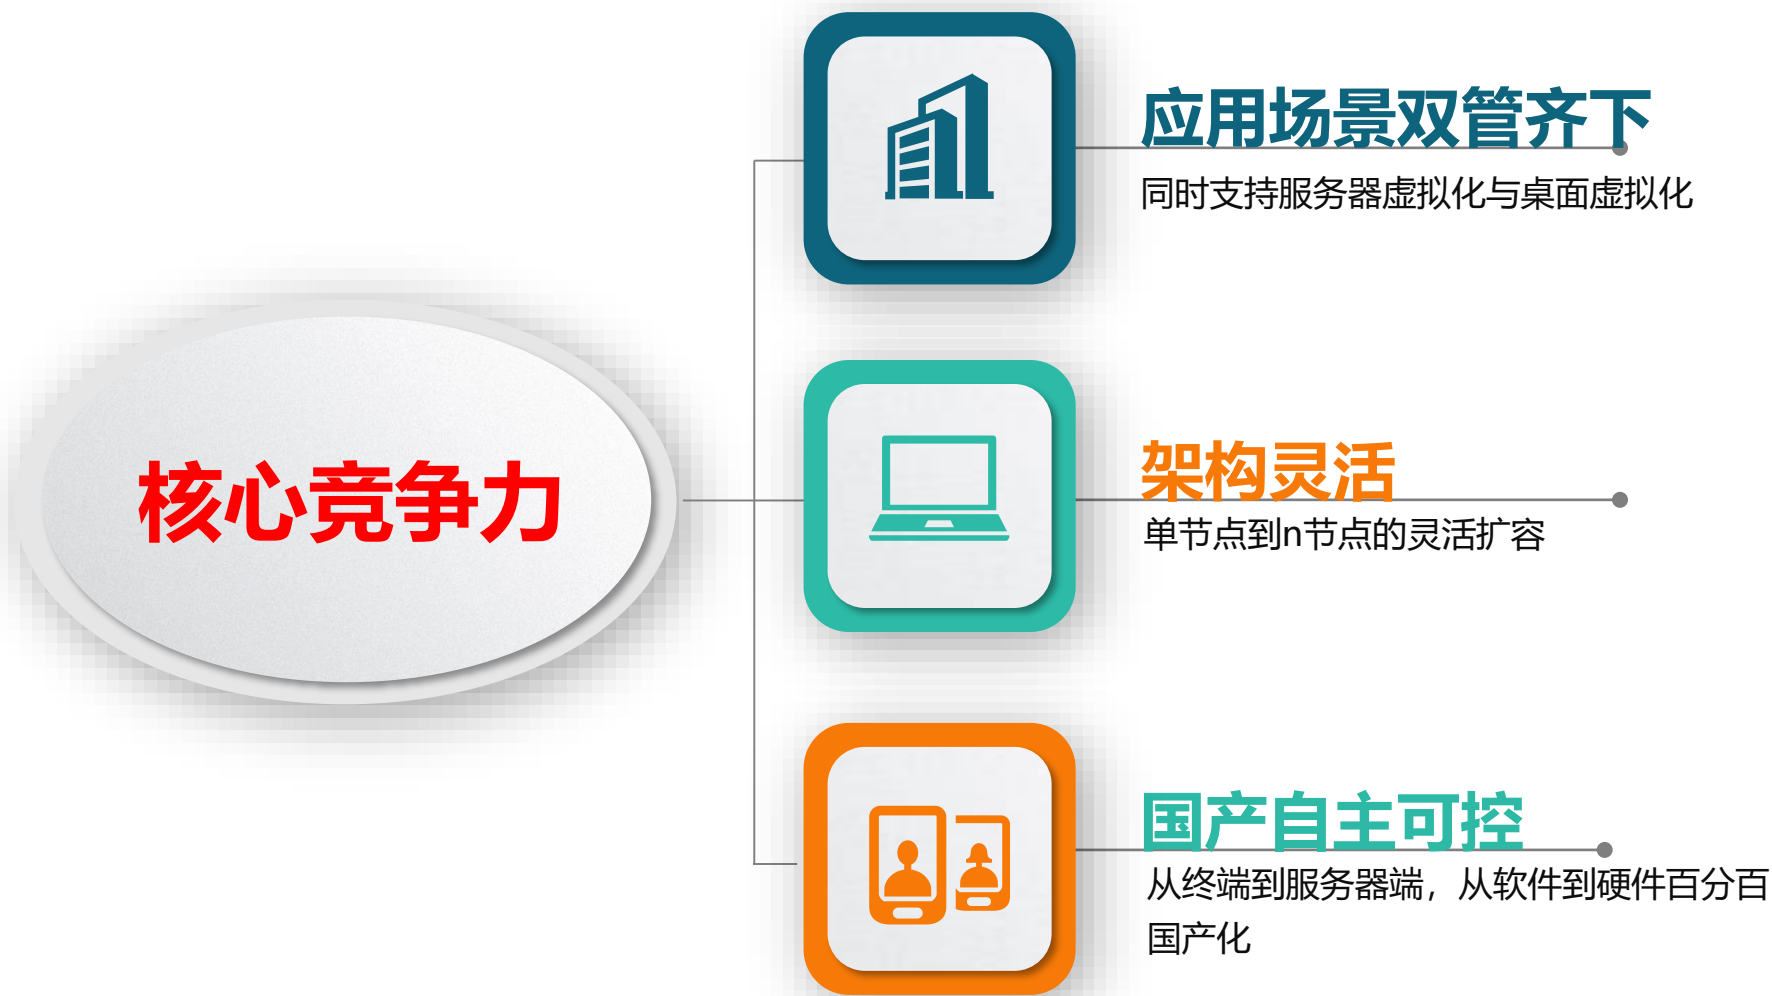 核心竞争力
应用场景双管齐下
同时支持服务器虚拟化与桌面虚拟化
架构灵活
单节点到n节点的灵活扩容
国产自主可控
从终端到服务器端，从软件到硬件百分百
国产化